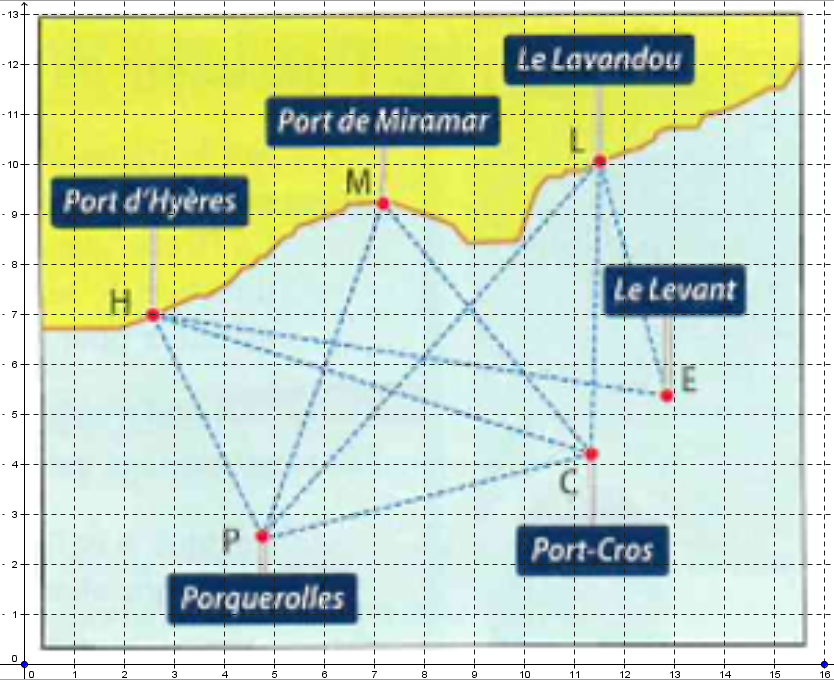 13
12
11
10
9
8
7
6
5
4
3
2
1
0
Le Lavandou
L
Port de Miramar
M
Port d'Hyères
H
Le Levant
E
C
Port-Cros
P
Porquerolles
0 1 2 3 4 5 6 7 8 9 10 11 12 13 14 15 16